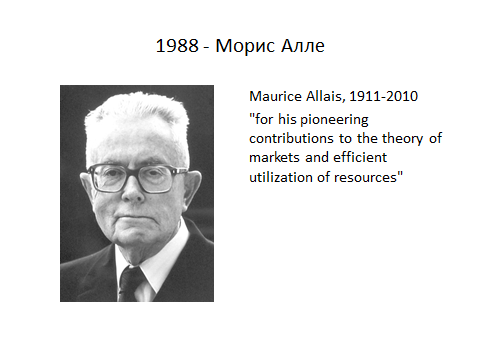 1988 - Морис Алле
Maurice Allais, 1911-2010
"for his pioneering
contributions to the theory of
markets and efficient
utilization of resources"